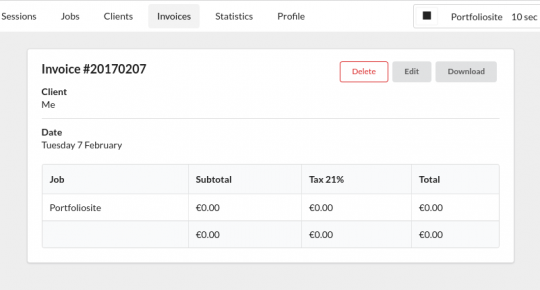 Sessions Jobs Clients Invoices Statistics Profile Portfoliosite 10 sec
Invoice #20170207 Delete Edit Download
Client
Me
Date
Tuesday 7 February
Job Subtotal Tax 21% Total
Portfoliosite €0.00 €0.00 €0.00
€0.00 €0.00 €0.00